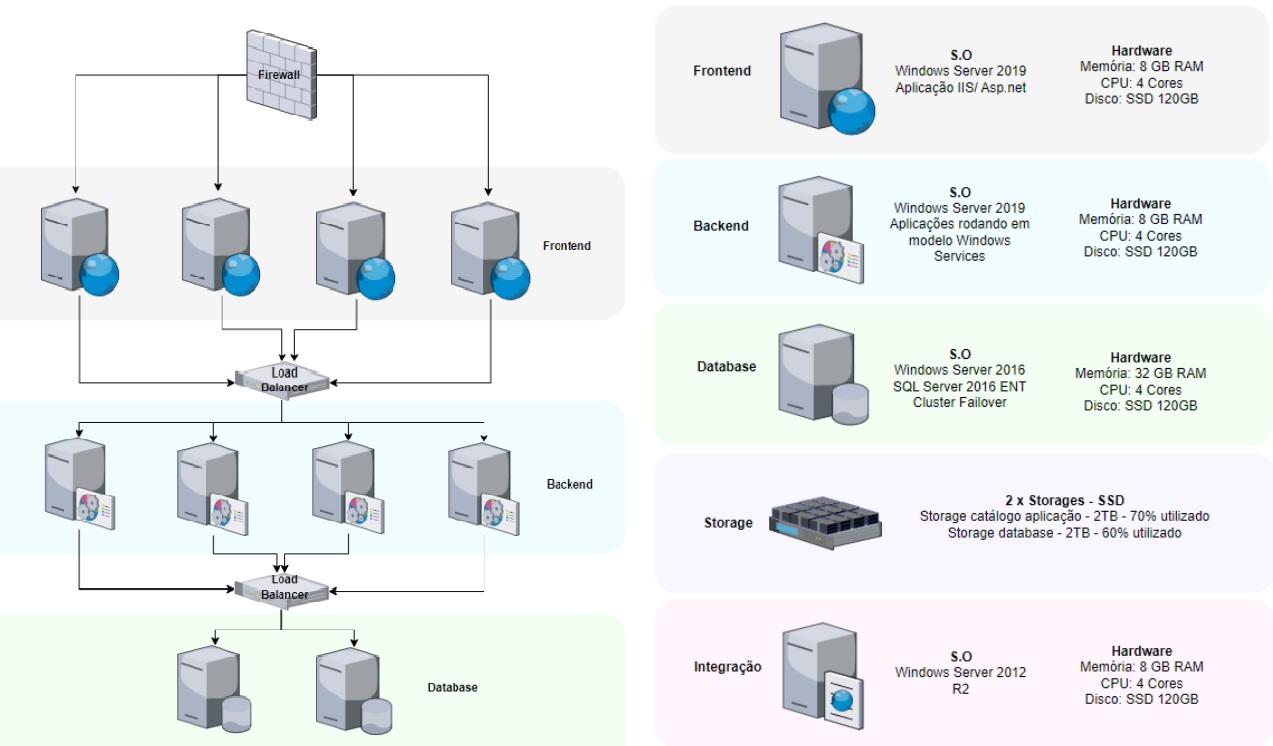 Firewall
Frontend
Load
Balancer
Backend
Load
Balancer
Database
Frontend
S.O
Windows Server 2019
Aplicação IIS/ Asp.net
Hardware
Memória: 8 GB RAM
CPU: 4 Cores
Disco: SSD 120GB
Backend
S.O
Windows Server 2019
Aplicações rodando em
modelo Windows
Services
Hardware
Memória: 8 GB RAM
CPU: 4 Cores
Disco: SSD 120GB
Database
S.O
Windows Server 2016
SQL Server 2016 ENT
Cluster Failover
Hardware
Memória: 32 GB RAM
CPU: 4 Cores
Disco: SSD 120GB
Storage
2 x Storages - SSD
Storage catálogo aplicação - 2TB - 70% utilizado
Storage database - 2TB - 60% utilizado
Integração
S.O
Windows Server 2012
R2
Hardware
Memória: 8 GB RAM
CPU: 4 Cores
Disco: SSD 120GB